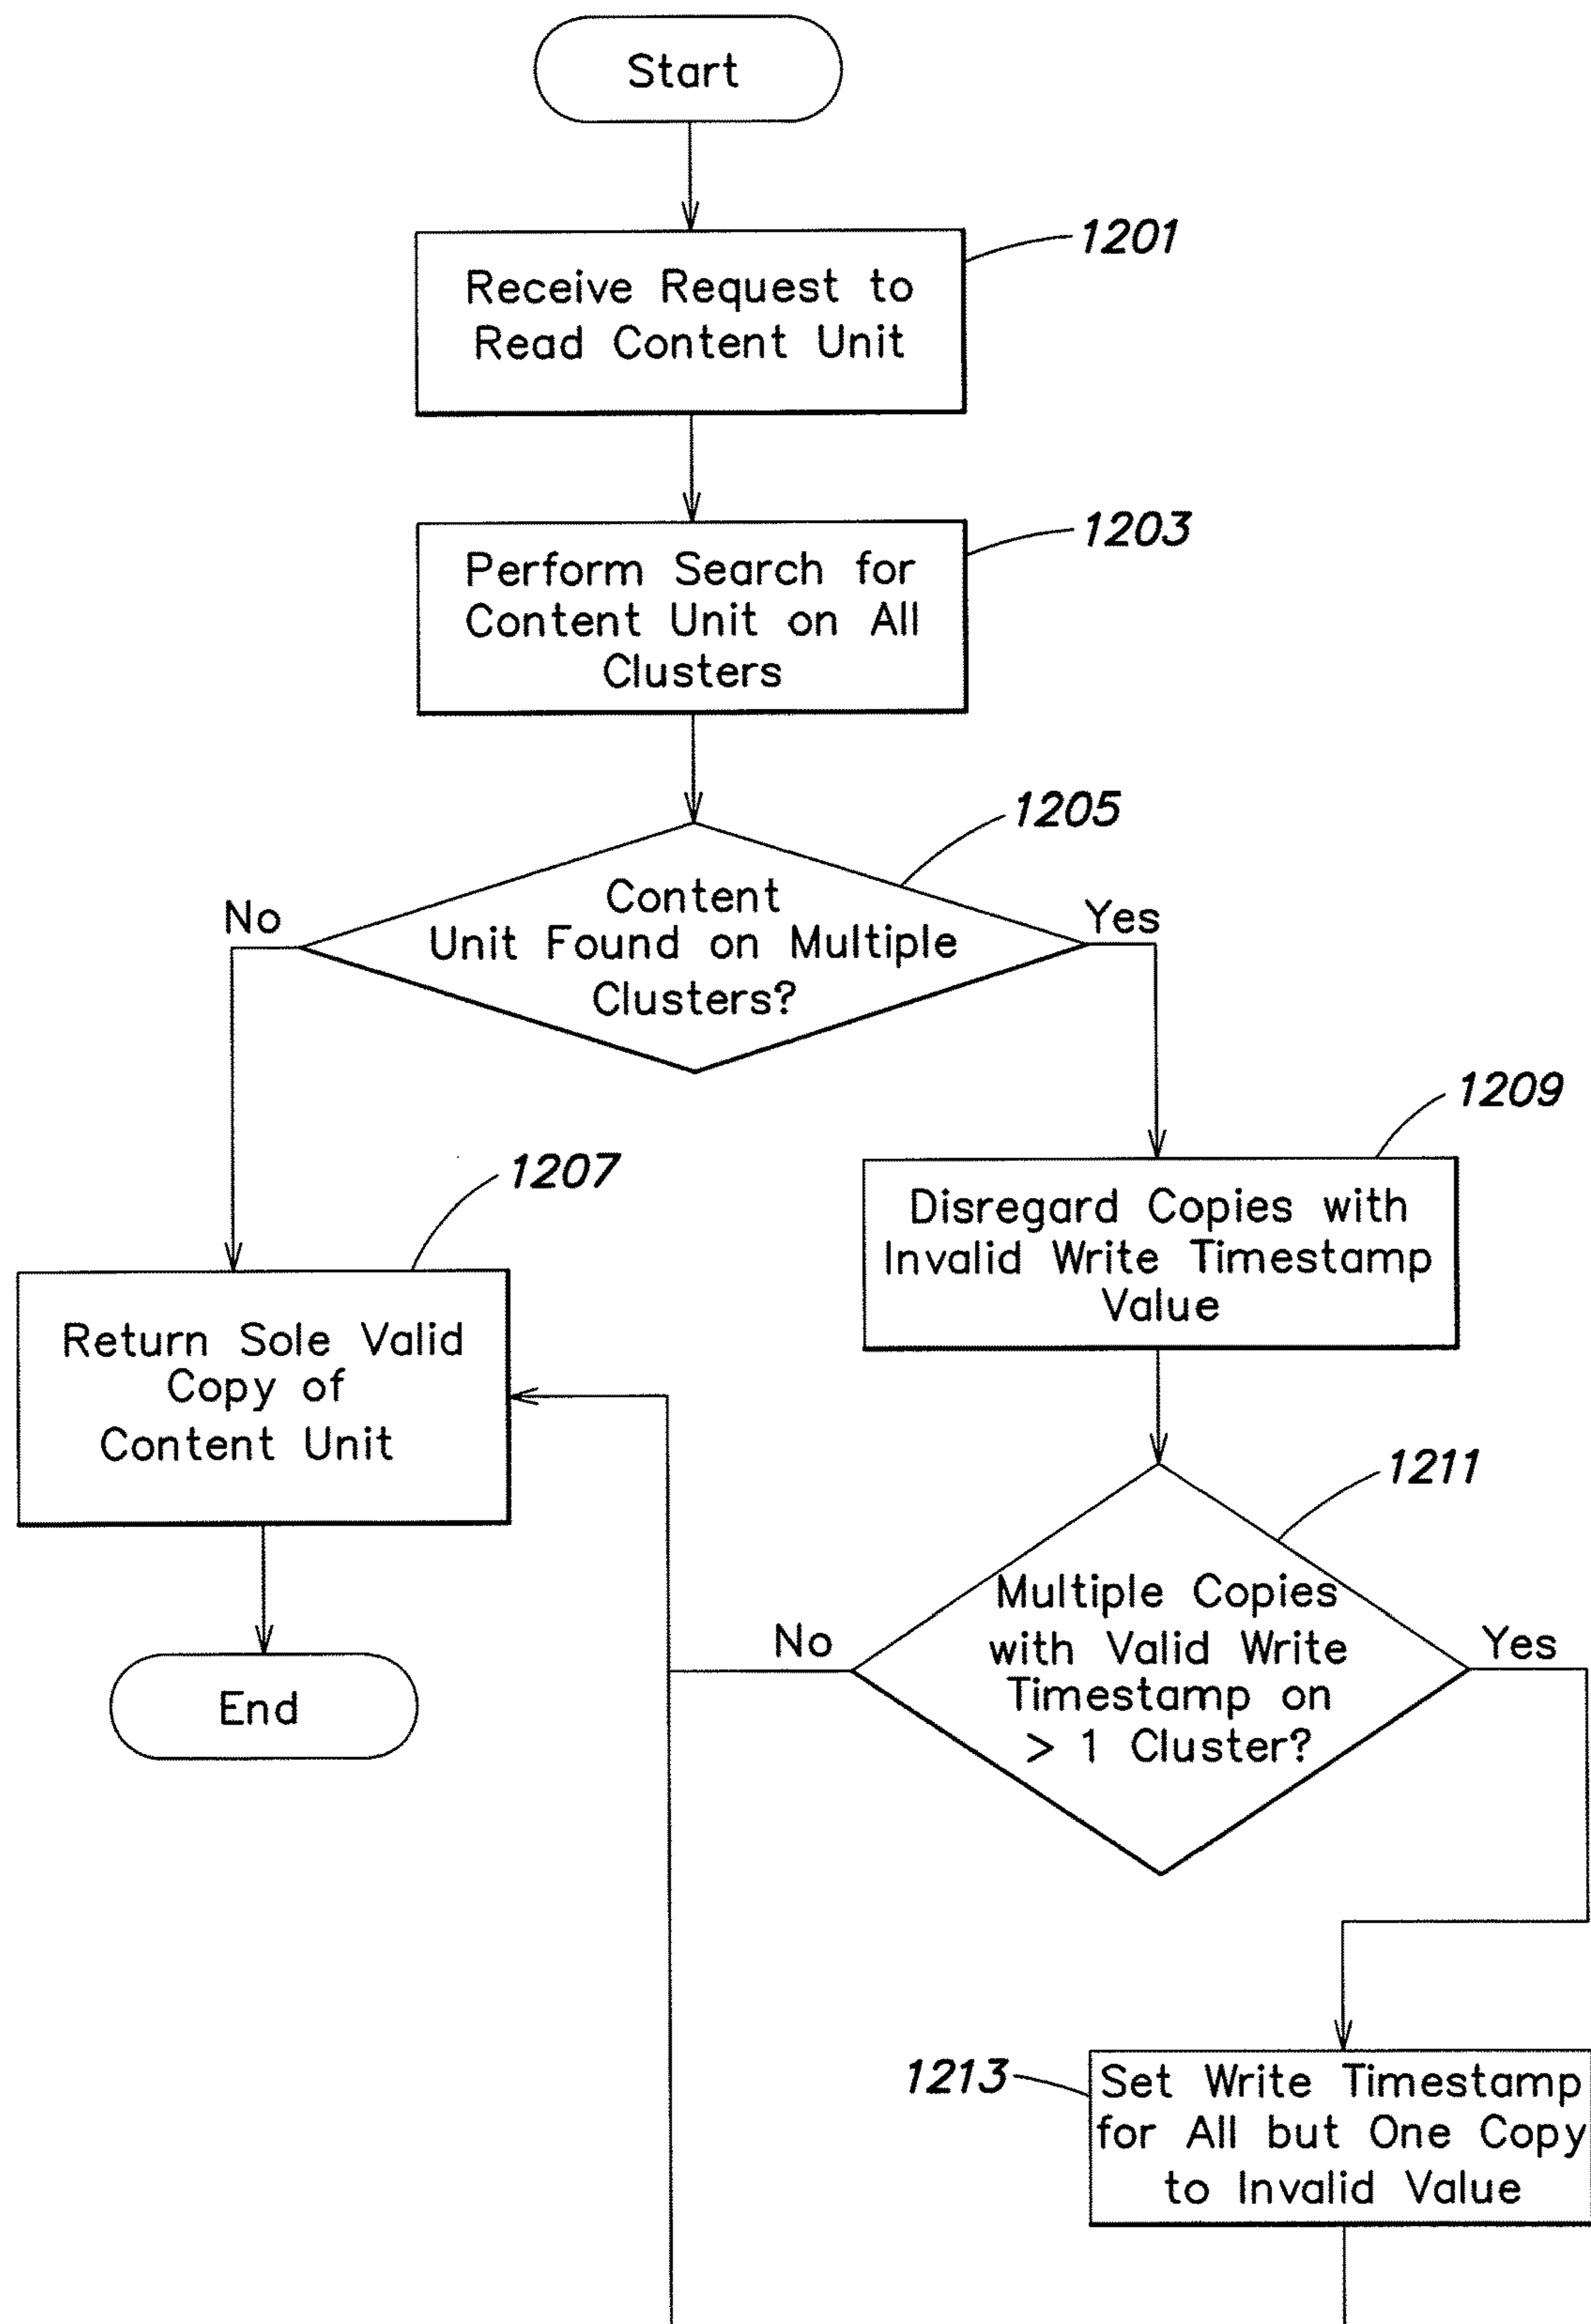 Start
1201
Receive Request to
Read Content Unit
1203
Perform Search for
Content Unit on All
Clusters
1205
Content
Unit Found on Multiple
Clusters?
No
Yes
1209
Disregard Copies with
Invalid Write Timestamp
Value
1207
Return Sole Valid
Copy of
Content Unit
End
1211
Multiple Copies
with Valid Write
Timestamp on
> 1 Cluster?
No
Yes
1213
Set Write Timestamp
for All but One Copy
to Invalid Value